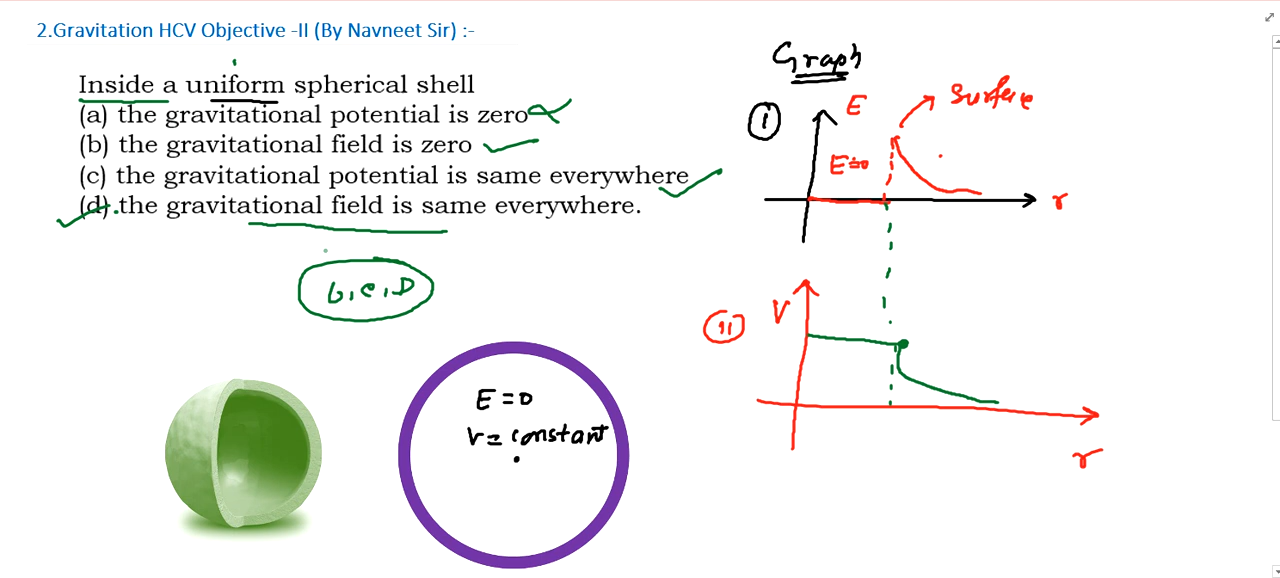 2.Gravitation HCV Objective -II (By Navneet Sir) :-
Inside a uniform spherical shell
(a) the gravitational potential is zero
(b) the gravitational field is zero
(c) the gravitational potential is same everywhere
(d) .the gravitational field is same everywhere.
b,c,D
E=0
V= constant
Graph
I
E
Surface
E=0
r
II
V
r